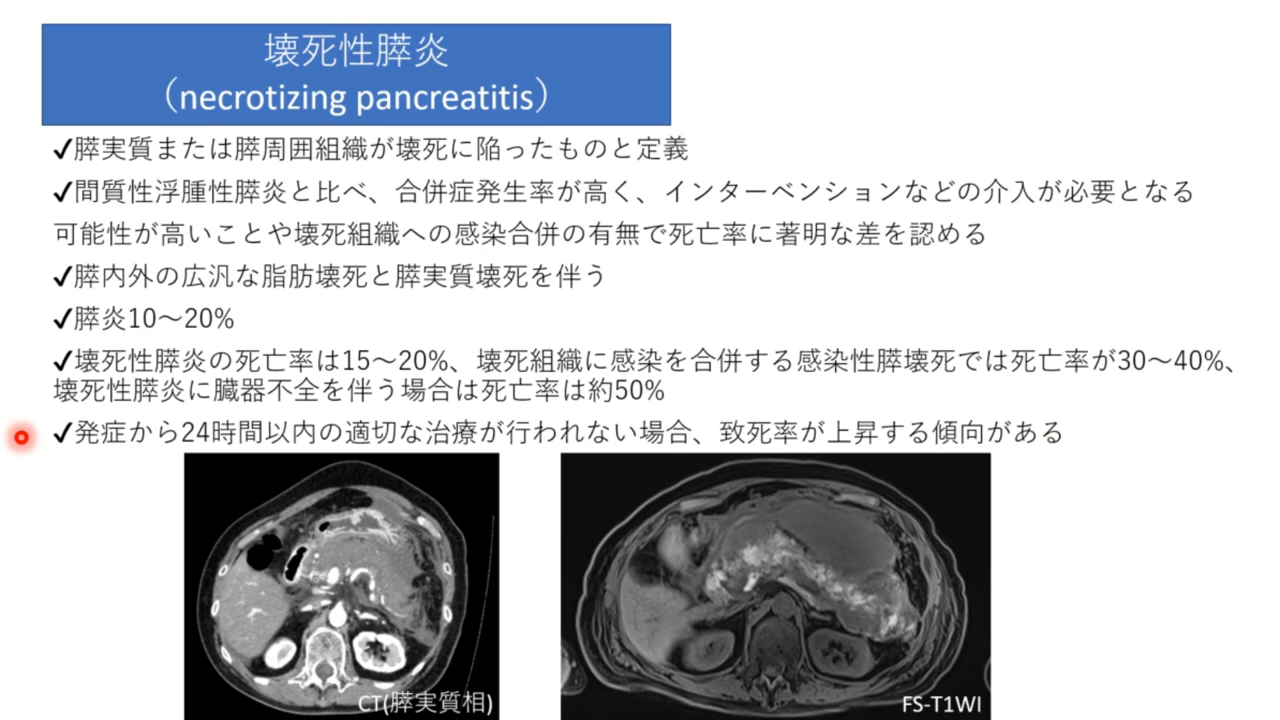 壊死性膵炎
（necrotizing pancreatitis）
✓膵実質または膵周囲組織が壊死に陥ったものと定義
✓間質性浮腫性膵炎と比べ、合併症発生率が高く、インターベンションなどの介入が必要となる
可能性が高いことや壊死組織への感染合併の有無で死亡率に著明な差を認める
✓膵内外の広汎な脂肪壊死と膵実質壊死を伴う
✓膵炎10～20%
✓壊死性膵炎の死亡率は15～20%、壊死組織に感染を合併する感染性膵壊死では死亡率が30～40%、
壊死性膵炎に臓器不全を伴う場合は死亡率は約50%
✓発症から24時間以内の適切な治療が行われない場合、致死率が上昇する傾向がある
CT(膵実質相)
FS-T1WI